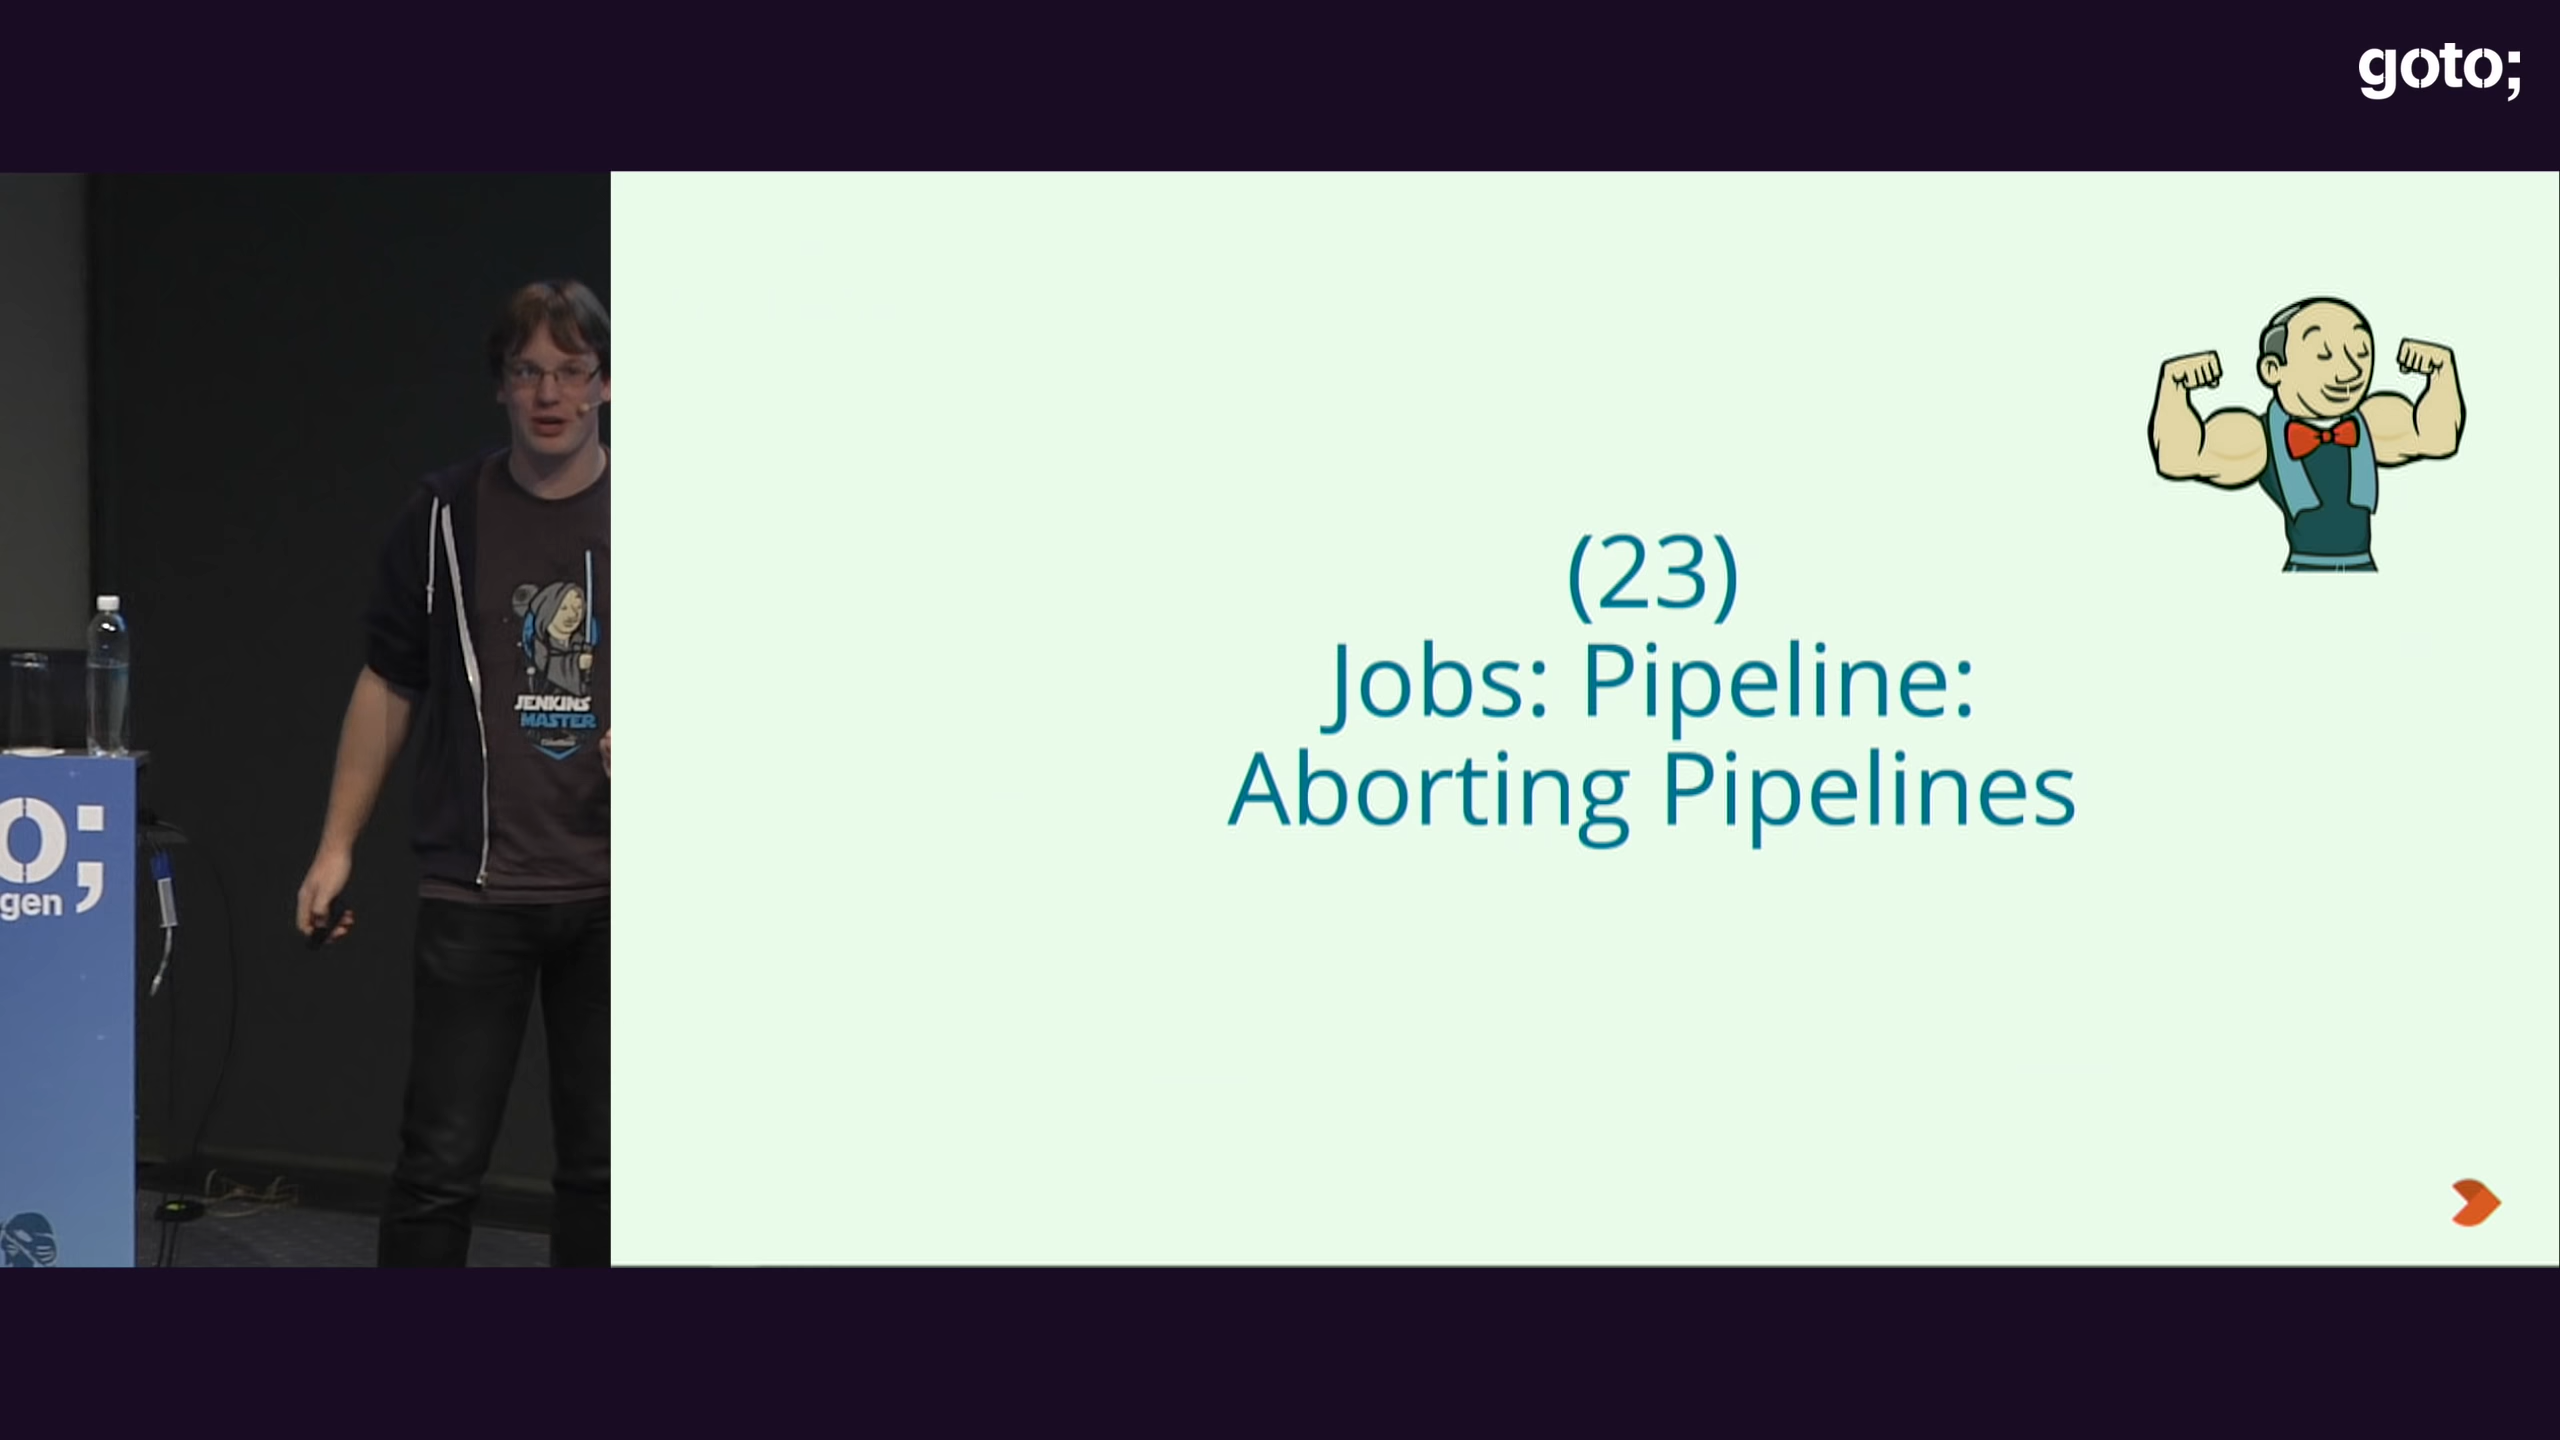 goto;
(23)
Jobs: Pipeline:
Aborting Pipelines
JENKINS
MASTER
o;
gen